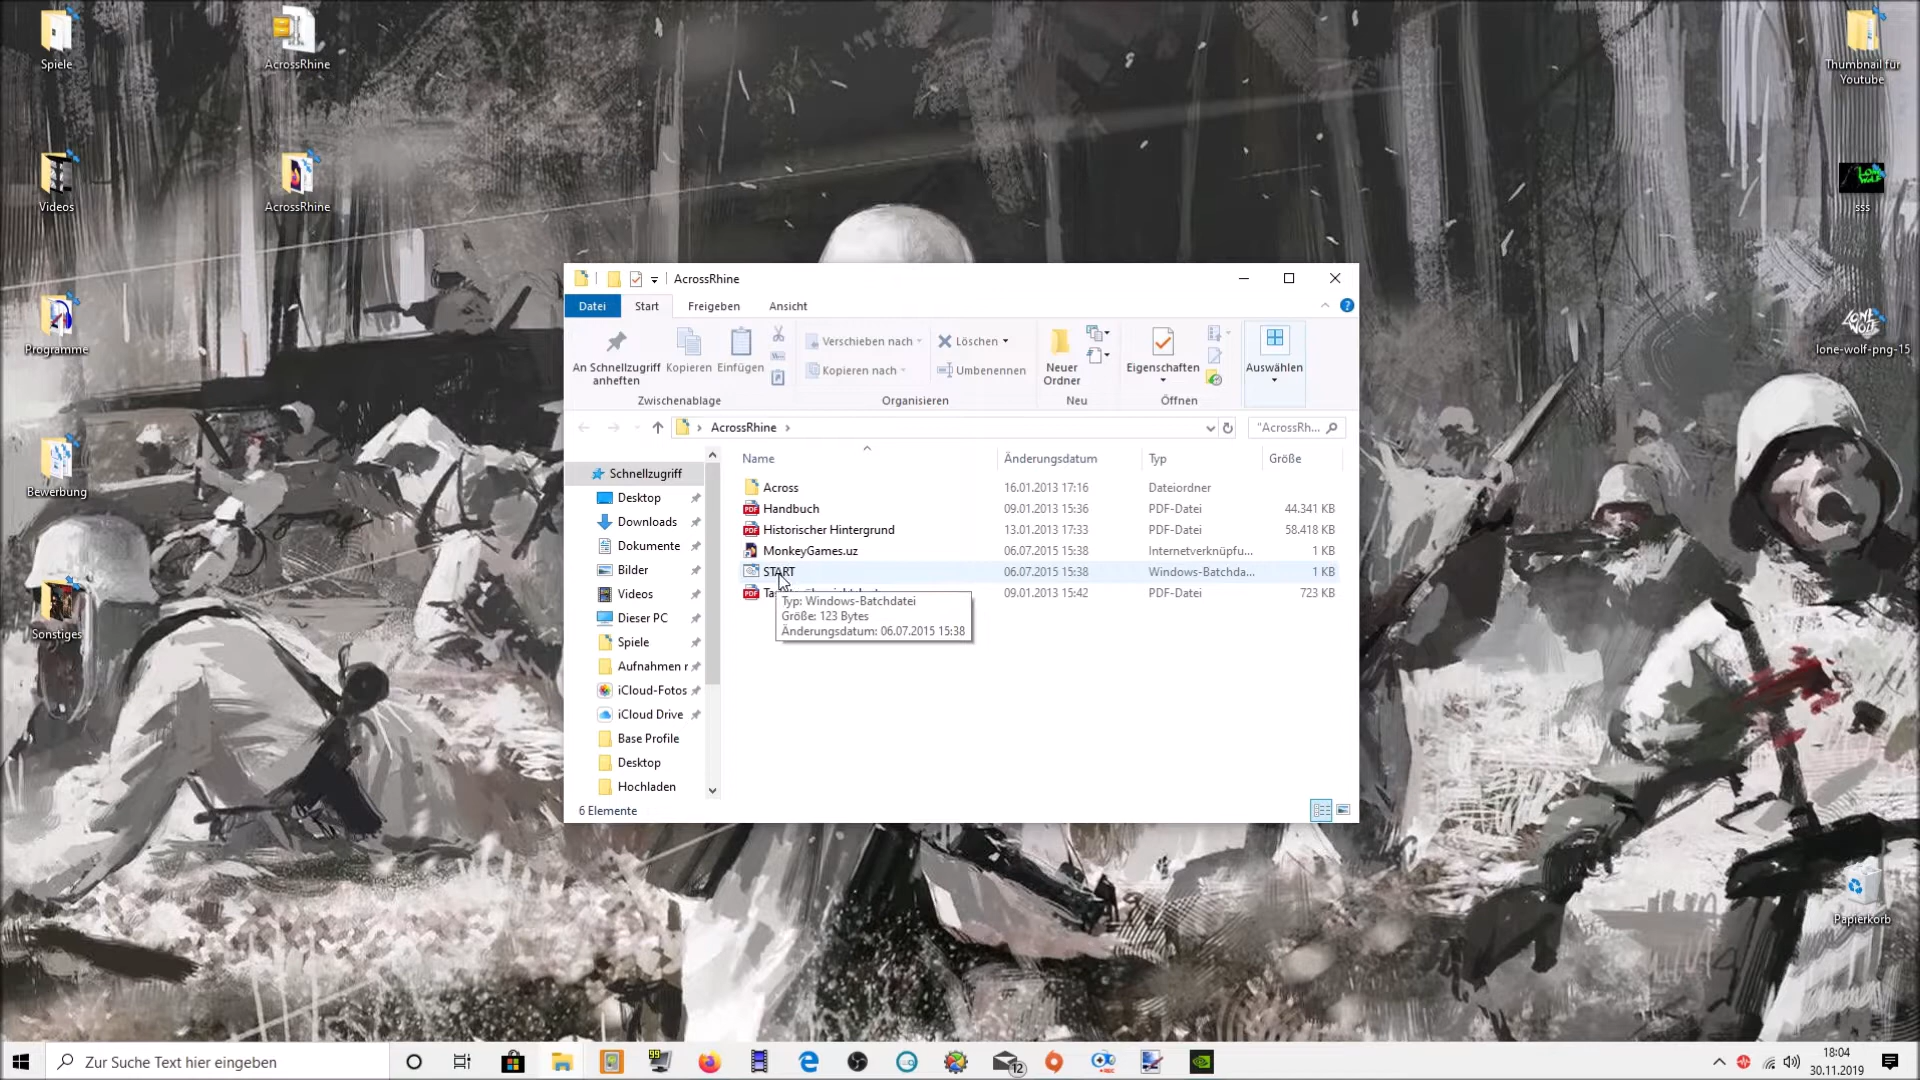 Spiele
AcrossRhine
Thumbnail für
Youtube
Videos
AcrossRhine
sss
Programme
lone-wolf-png-15
Bewerbung
Sonstiges
Papierkorb
AcrossRhine
Datei Start Freigeben Ansicht
An Schnellzugriff
anheften
Kopieren
Einfügen
Zwischenablage
Verschieben nach
Kopieren nach
Löschen
Umbenennen
Organisieren
Neuer
Ordner
Neu
Eigenschaften
Öffnen
Auswählen
AcrossRhine
"AcrossRh...
Name Änderungsdatum Typ Größe
Across 16.01.2013 17:16 Dateiordner
Handbuch 09.01.2013 15:36 PDF-Datei 44.341 KB
Historischer Hintergrund 13.01.2013 17:33 PDF-Datei 58.418 KB
MonkeyGames.uz 06.07.2015 15:38 Internetverknüpfu... 1 KB
START 06.07.2015 15:38 Windows-Batchda... 1 KB
09.01.2013 15:42 PDF-Datei 723 KB
Typ: Windows-Batchdatei
Größe: 123 Bytes
Änderungsdatum: 06.07.2015 15:38
Schnellzugriff
Desktop
Downloads
Dokumente
Bilder
Videos
Dieser PC
Spiele
Aufnahmen
iCloud-Fotos
iCloud Drive
Base Profile
Desktop
Hochladen
6 Elemente
Zur Suche Text hier eingeben
99
12
REC
18:04
30.11.2019